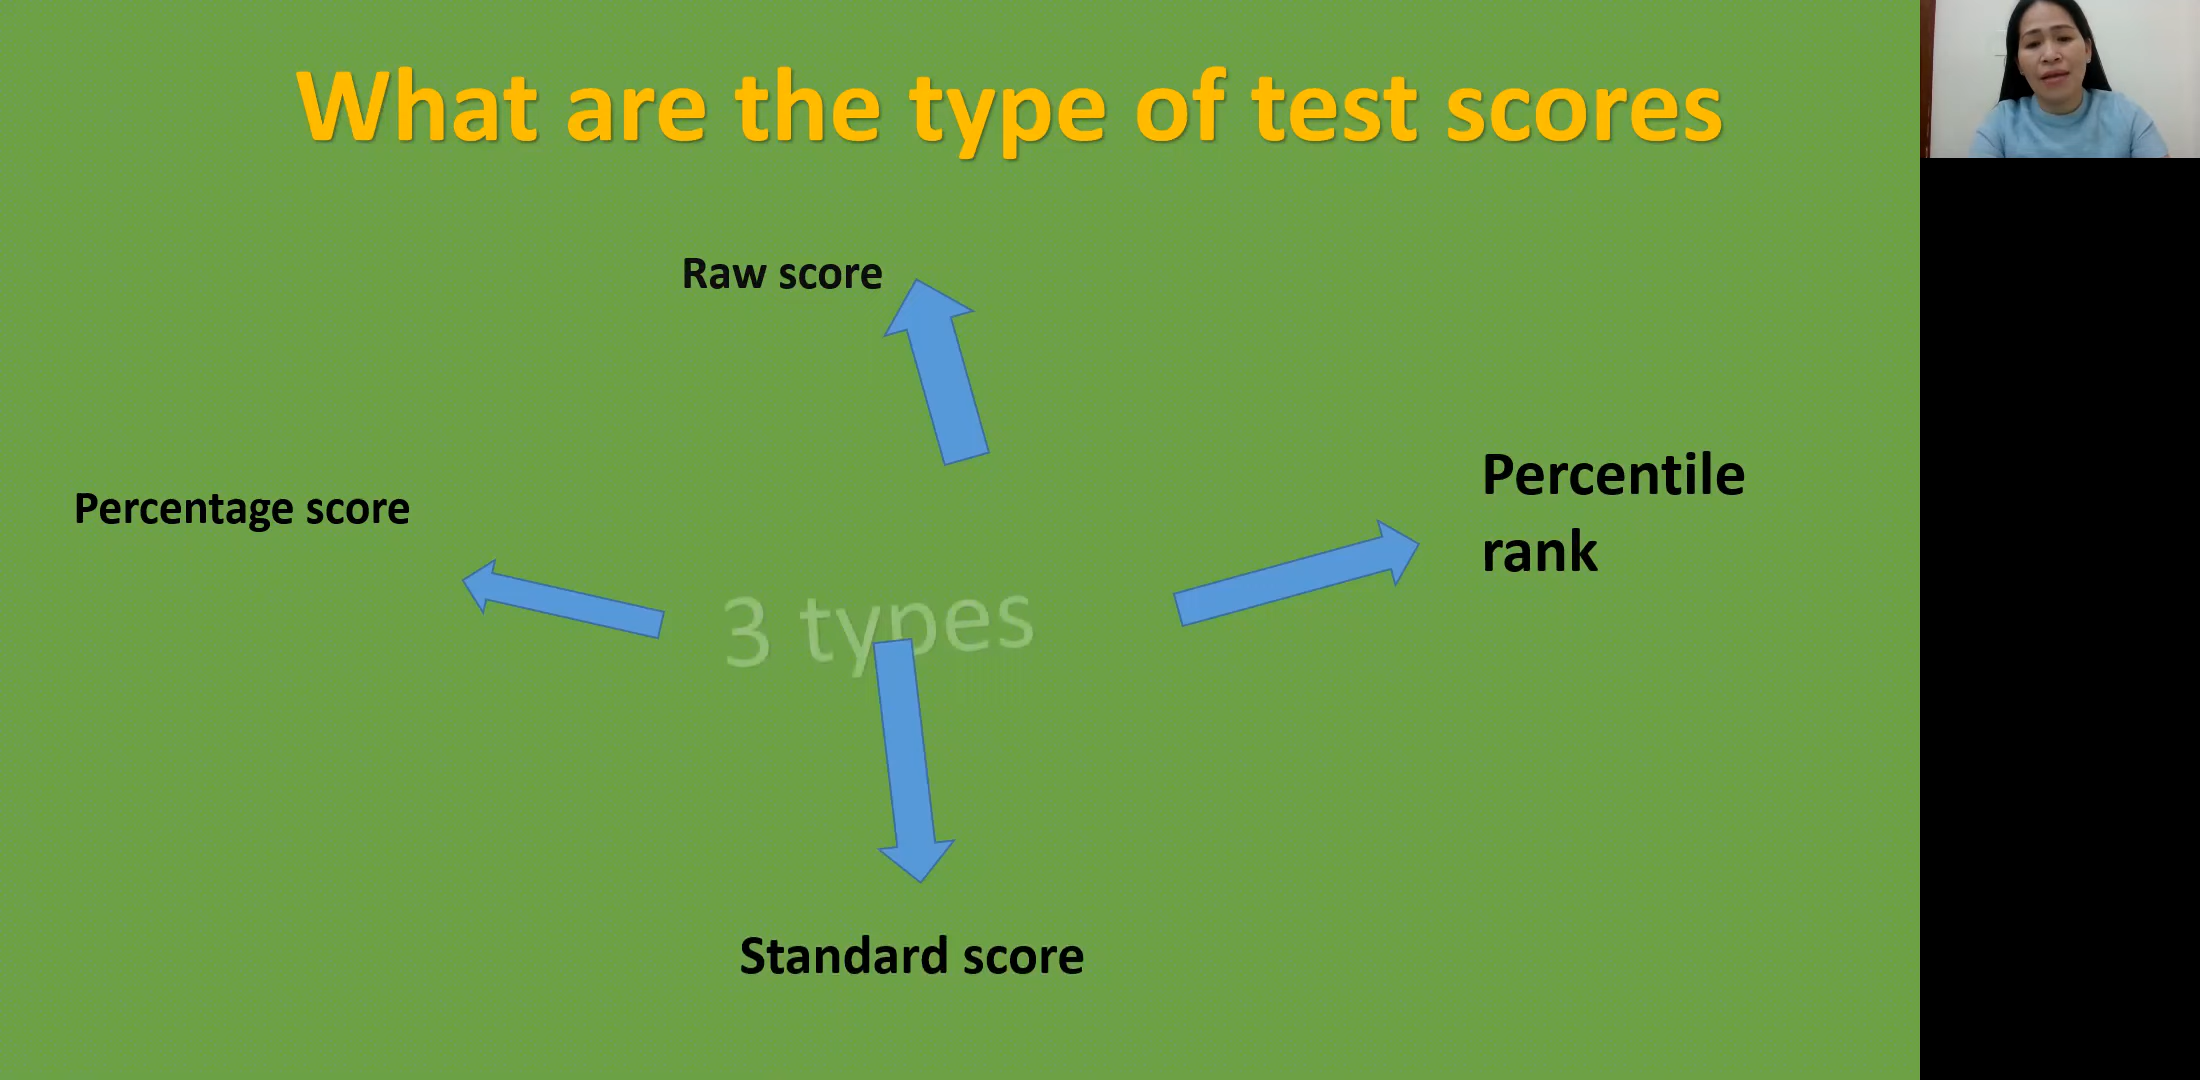 What are the type of test scores
Raw score
Percentile
rank
Percentage score
3 types
Standard score